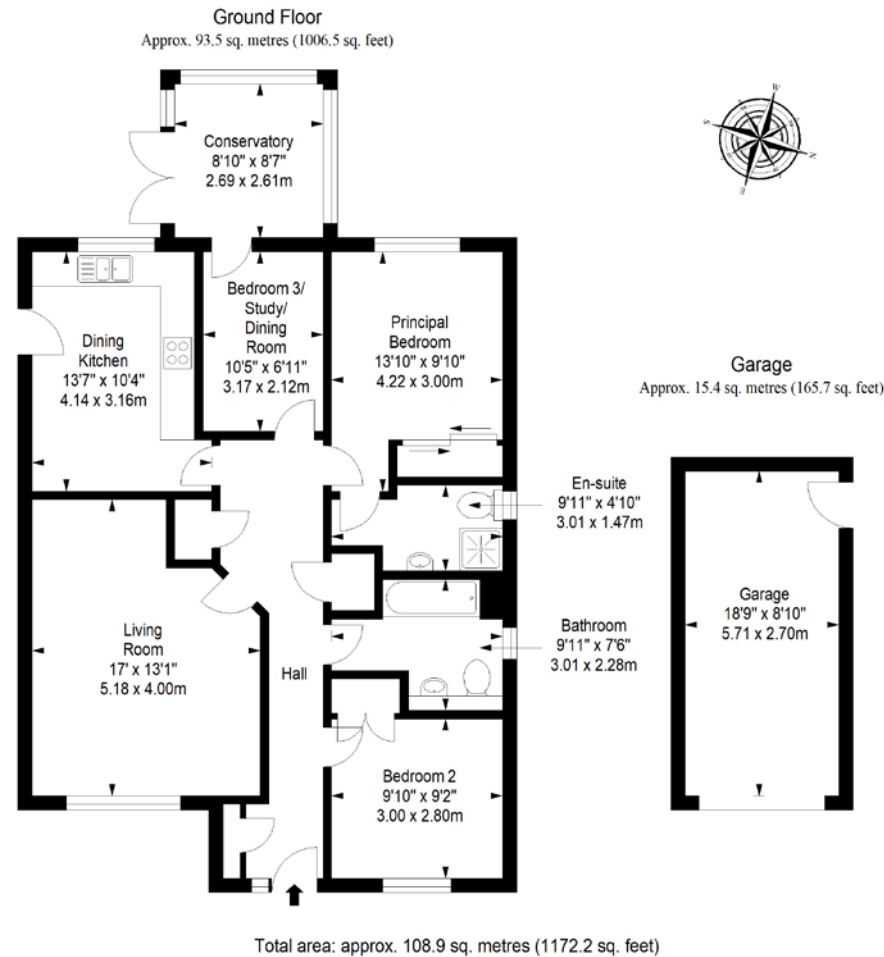 Ground Floor
Approx. 93.5 sq. metres (1006.5 sq. feet)
W
S
N
E
Conservatory
8'10" x 8'7"
2.69 x 2.61m
Bedroom 3/
Study/
Dining
Room
10'5" x 6'11"
3.17 x 2.12m
Principal
Bedroom
13'10" x 9'10"
4.22 x 3.00m
Dining
Kitchen
13'7" x 10'4"
4.14 x 3.16m
Garage
Approx. 15.4 sq. metres (165.7 sq. feet)
En-suite
9'11" x 4'10"
3.01 x 1.47m
Garage
18'9" x 8'10"
5.71 x 2.70m
Living
Room
17' x 13'1"
5.18 x 4.00m
Bathroom
9'11" x 7'6"
3.01 x 2.28m
Hall
Bedroom 2
9'10" x 9'2"
3.00 x 2.80m
Total area: approx. 108.9 sq. metres (1172.2 sq. feet)